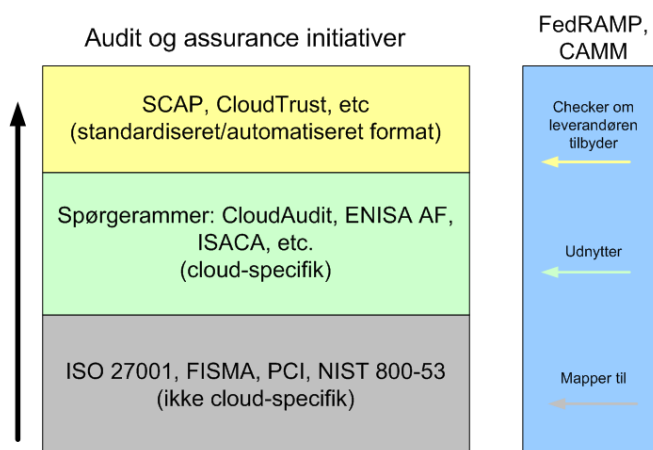 Audit og assurance initiativer
FedRAMP,
CAMM
SCAP, CloudTrust, etc
(standardiseret/automatiseret format)
Checker om
leverandøren
tilbyder
Spørgerammer: CloudAudit, ENISA AF,
ISACA, etc.
(cloud-specifik)
Udnytter
ISO 27001, FISMA, PCI, NIST 800-53
(ikke cloud-specifik)
Mapper til